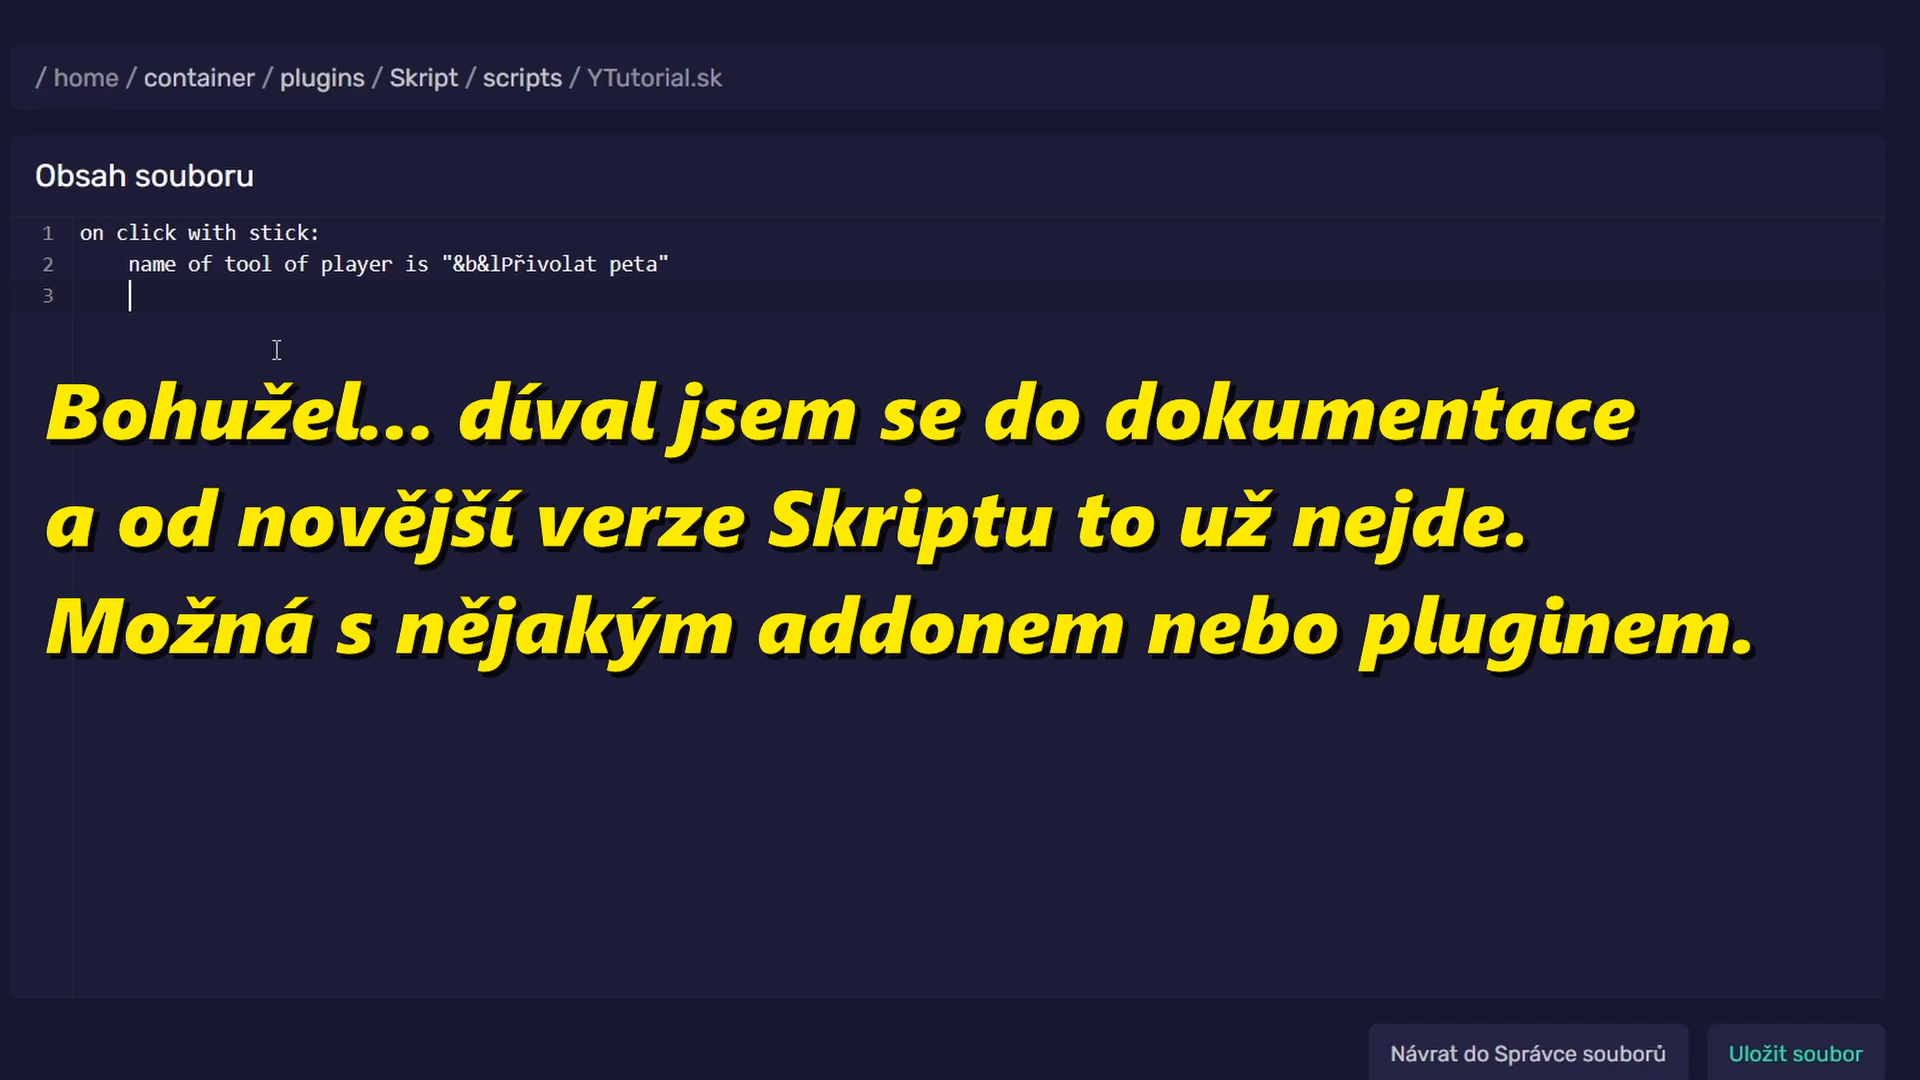 / home / container / plugins / Skript / scripts / YTutorial.sk
Obsah souboru
1 on click with stick:
2 name of tool of player is "&b&lPřivolat peta"
3
Bohužel... díval jsem se do dokumentace
a od novější verze Skriptu to už nejde.
Možná s nějakým addonem nebo pluginem.
Návrat do Správce souborů
Uložit soubor